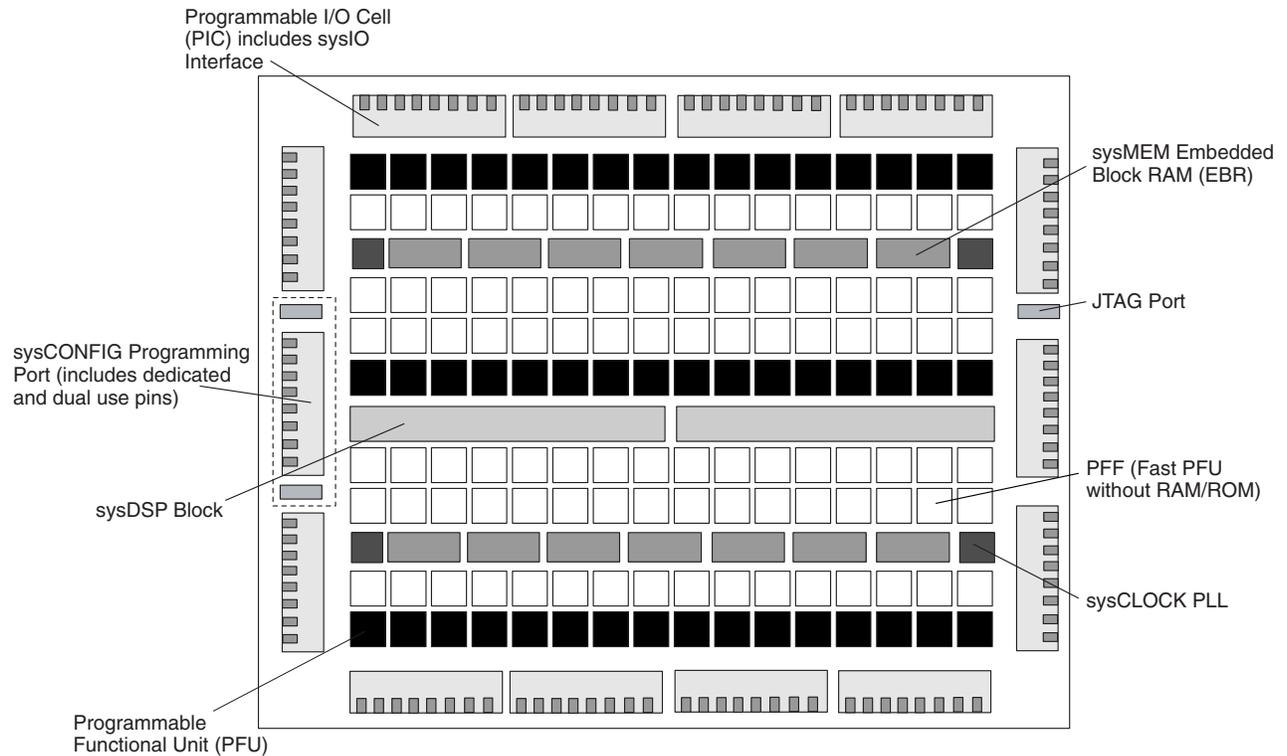 Programmable I/O Cell
(PIC) includes sysIO
Interface
sysMEM Embedded
Block RAM (EBR)
JTAG Port
sysCONFIG Programming
Port (includes dedicated
and dual use pins)
PFF (Fast PFU
without RAM/ROM)
sysDSP Block
sysCLOCK PLL
Programmable
Functional Unit (PFU)